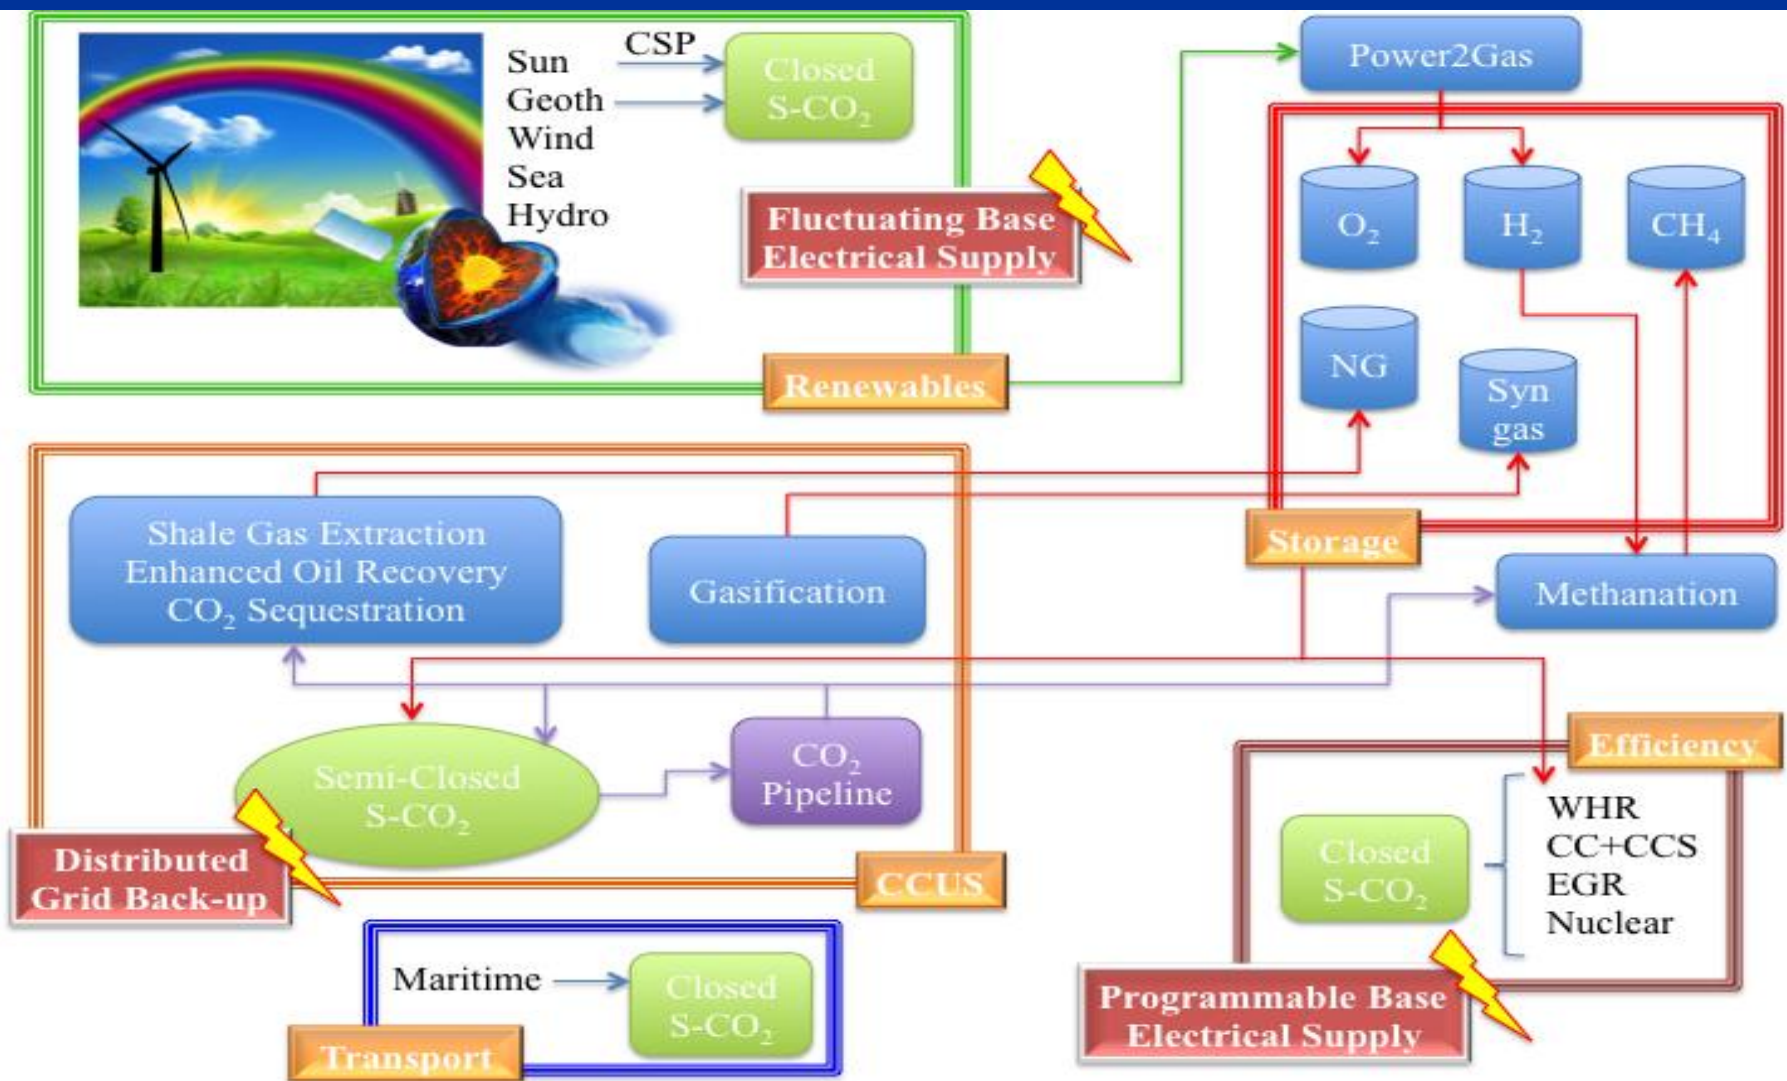 Sun
Geoth
Wind
Sea
Hydro
CSP
Closed
S-CO₂
Fluctuating Base
Electrical Supply
Renewables
Power2Gas
O₂
H₂
CH₄
NG
Syn
gas
Storage
Methanation
Shale Gas Extraction
Enhanced Oil Recovery
CO₂ Sequestration
Gasification
Semi-Closed
S-CO₂
CO₂
Pipeline
Distributed
Grid Back-up
CCUS
Maritime
Closed
S-CO₂
Transport
Efficiency
Closed
S-CO₂
WHR
CC+CCS
EGR
Nuclear
Programmable Base
Electrical Supply